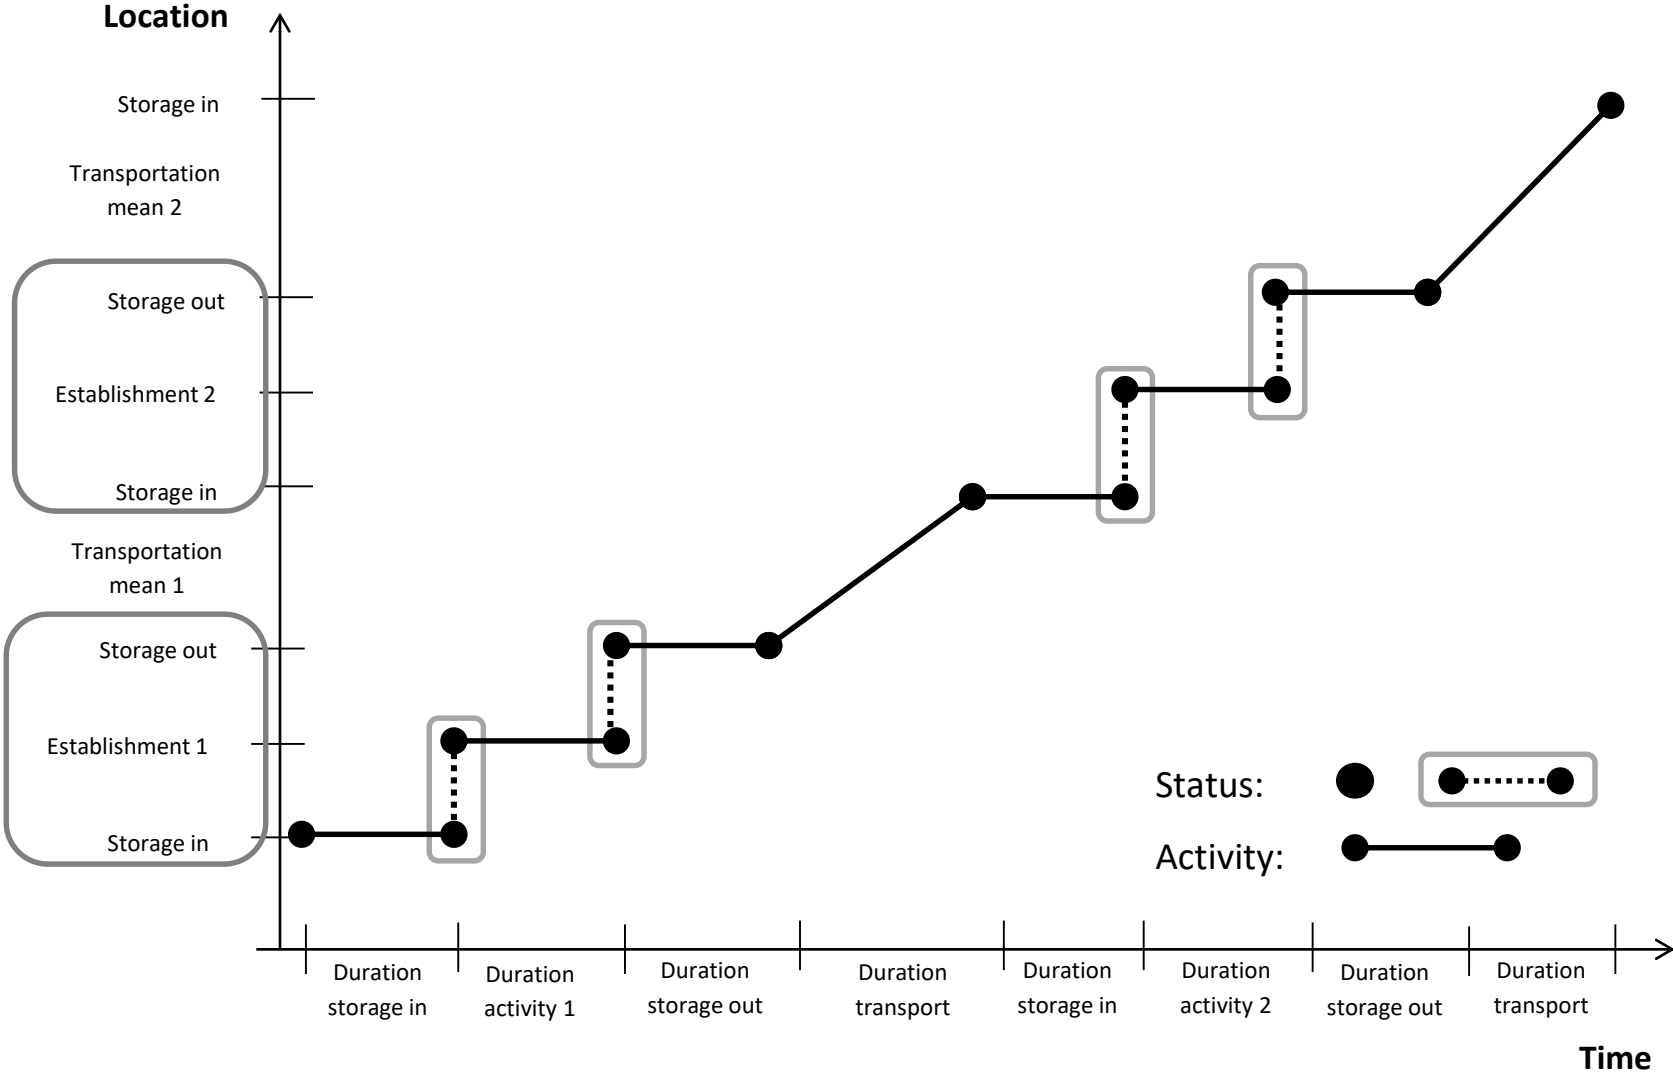 Location
Storage in
Transportation
mean 2
Storage out
Establishment 2
Storage in
Transportation
mean 1
Storage out
Establishment 1
Storage in
Status:
Activity:
Duration
storage in
Duration
activity 1
Duration
storage out
Duration
transport
Duration
storage in
Duration
activity 2
Duration
storage out
Duration
transport
Time